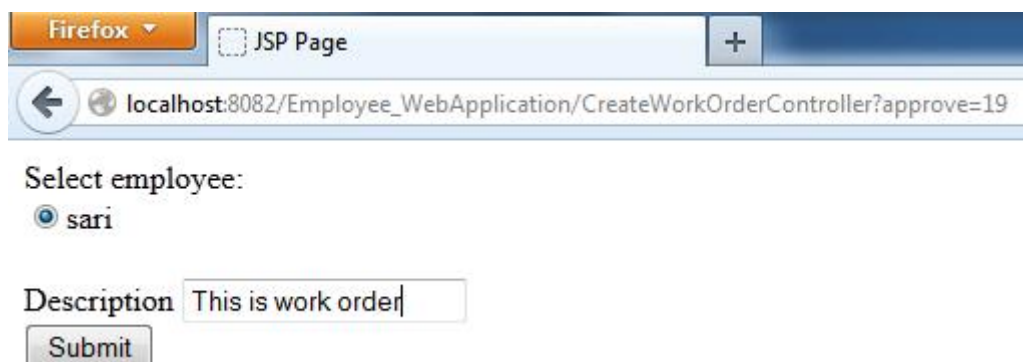 Firefox
JSP Page
localhost:8082/Employee_WebApplication/CreateWorkOrderController?approve=19
Select employee:
sari
Description This is work order
Submit